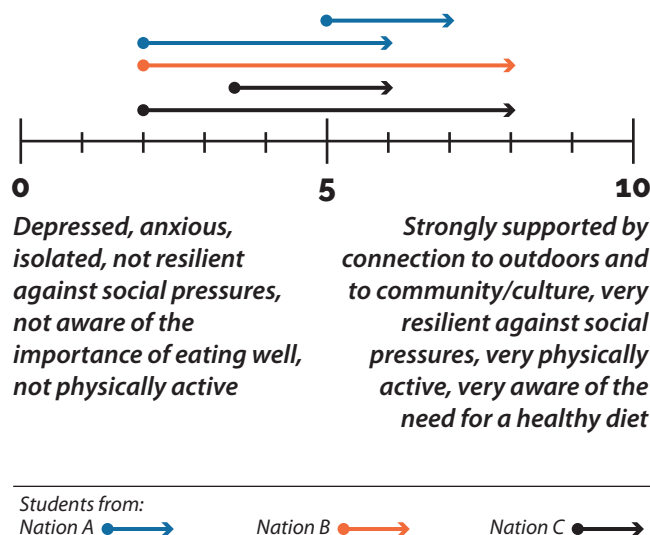 0
5
10
Depressed, anxious,
isolated, not resilient
against social pressures,
not aware of the
importance of eating well,
not physically active
Strongly supported by
connection to outdoors and
to community/culture, very
resilient against social
pressures, very physically
active, very aware of the
need for a healthy diet
Students from:
Nation A
Nation B
Nation C